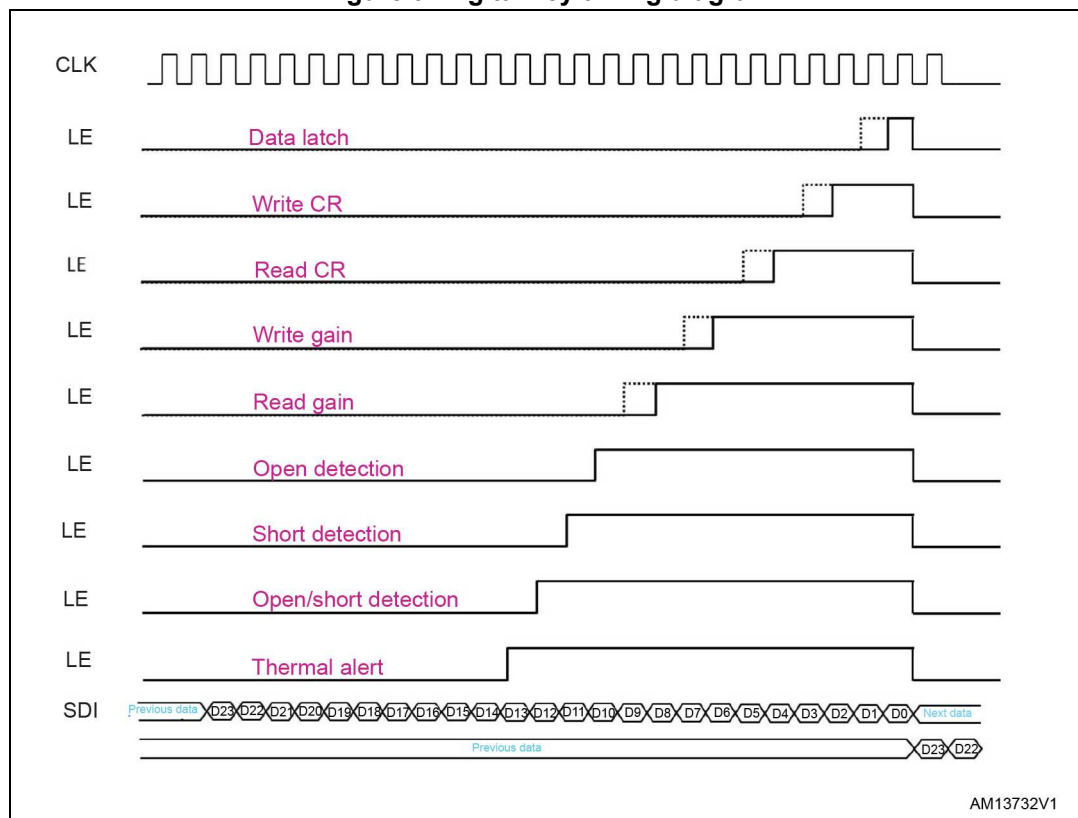 CLK
LE Data latch
LE Write CR
LE Read CR
LE Write gain
LE Read gain
LE Open detection
LE Short detection
LE Open/short detection
LE Thermal alert
SDI Previous data D23 D22 D21 D20 D19 D18 D17 D16 D15 D14 D13 D12 D11 D10 D9 D8 D7 D6 D5 D4 D3 D2 D1 D0 Next data
Previous data D23 D22
AM13732V1